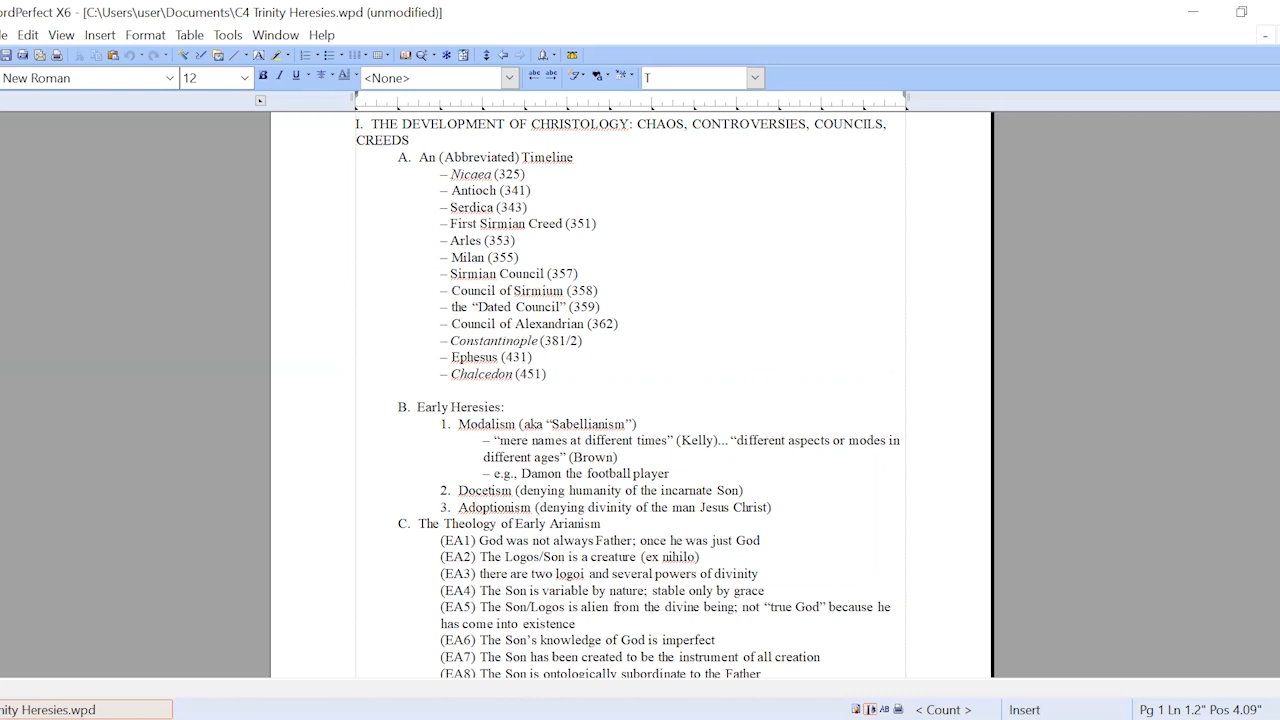 ordPerfect X6 - [C:\Users\user\Documents\C4 Trinity Heresies.wpd (unmodified)]
le Edit View Insert Format Table Tools Window Help
New Roman 12 B I U <None> abc abc T
I. THE DEVELOPMENT OF CHRISTOLOGY: CHAOS, CONTROVERSIES, COUNCILS,
CREEDS
A. An (Abbreviated) Timeline
– Nicaea (325)
– Antioch (341)
– Serdica (343)
– First Sirmian Creed (351)
– Arles (353)
– Milan (355)
– Sirmian Council (357)
– Council of Sirmium (358)
– the “Dated Council” (359)
– Council of Alexandrian (362)
– Constantinople (381/2)
– Ephesus (431)
– Chalcedon (451)
B. Early Heresies:
1. Modalism (aka “Sabellianism”)
– “mere names at different times” (Kelly)... “different aspects or modes in
different ages” (Brown)
– e.g., Damon the football player
2. Docetism (denying humanity of the incarnate Son)
3. Adoptionism (denying divinity of the man Jesus Christ)
C. The Theology of Early Arianism
(EA1) God was not always Father; once he was just God
(EA2) The Logos/Son is a creature (ex nihilo)
(EA3) there are two logoi and several powers of divinity
(EA4) The Son is variable by nature; stable only by grace
(EA5) The Son/Logos is alien from the divine being; not “true God” because he
has come into existence
(EA6) The Son’s knowledge of God is imperfect
(EA7) The Son has been created to be the instrument of all creation
(EA8) The Son is ontologically subordinate to the Father
nity Heresies.wpd AB < Count > Insert Pg 1 Ln 1.2" Pos 4.09"